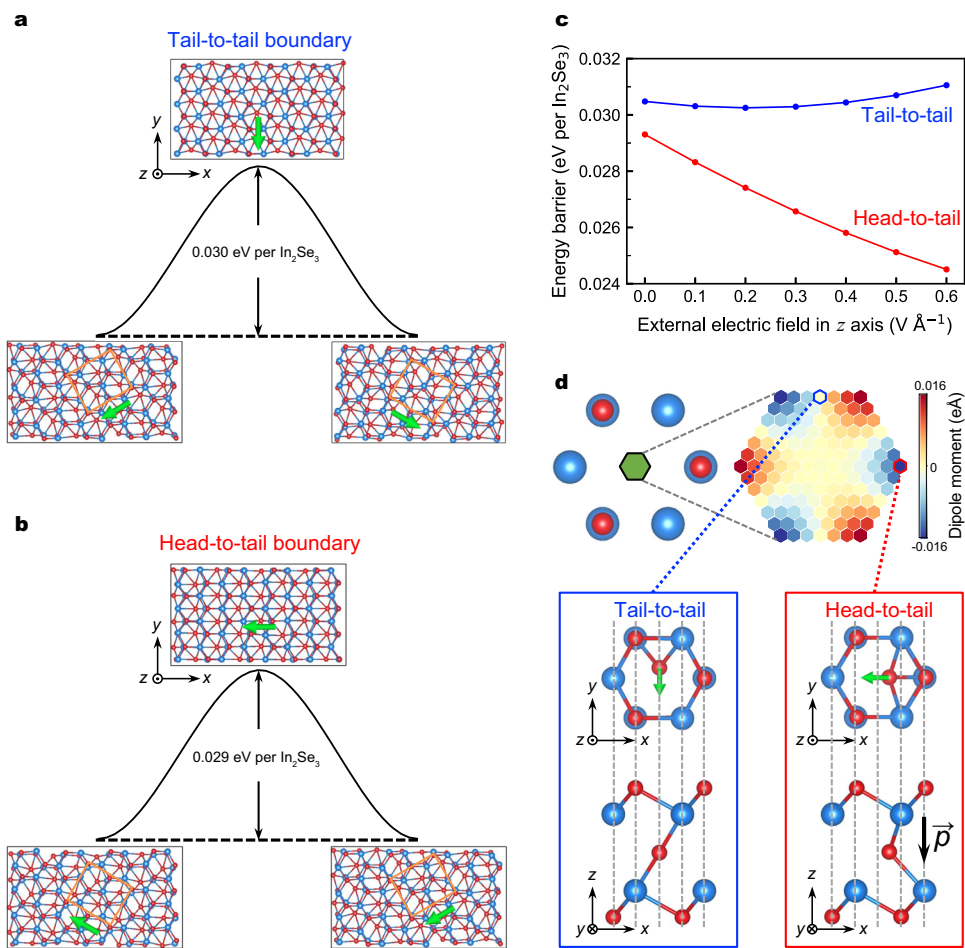 a
Tail-to-tail boundary
y
z
x
0.030 eV per In₂Se₃
b
Head-to-tail boundary
y
z
x
0.029 eV per In₂Se₃
c
Energy barrier (eV per In₂Se₃)
0.032
0.030
0.028
0.026
0.024
Tail-to-tail
Head-to-tail
0.0 0.1 0.2 0.3 0.4 0.5 0.6
External electric field in z axis (V Å⁻¹)
d
0.016
0
-0.016
Dipole moment (eÅ)
Tail-to-tail
y
z
x
z
y
x
Head-to-tail
y
z
x
p⃗
z
y
x